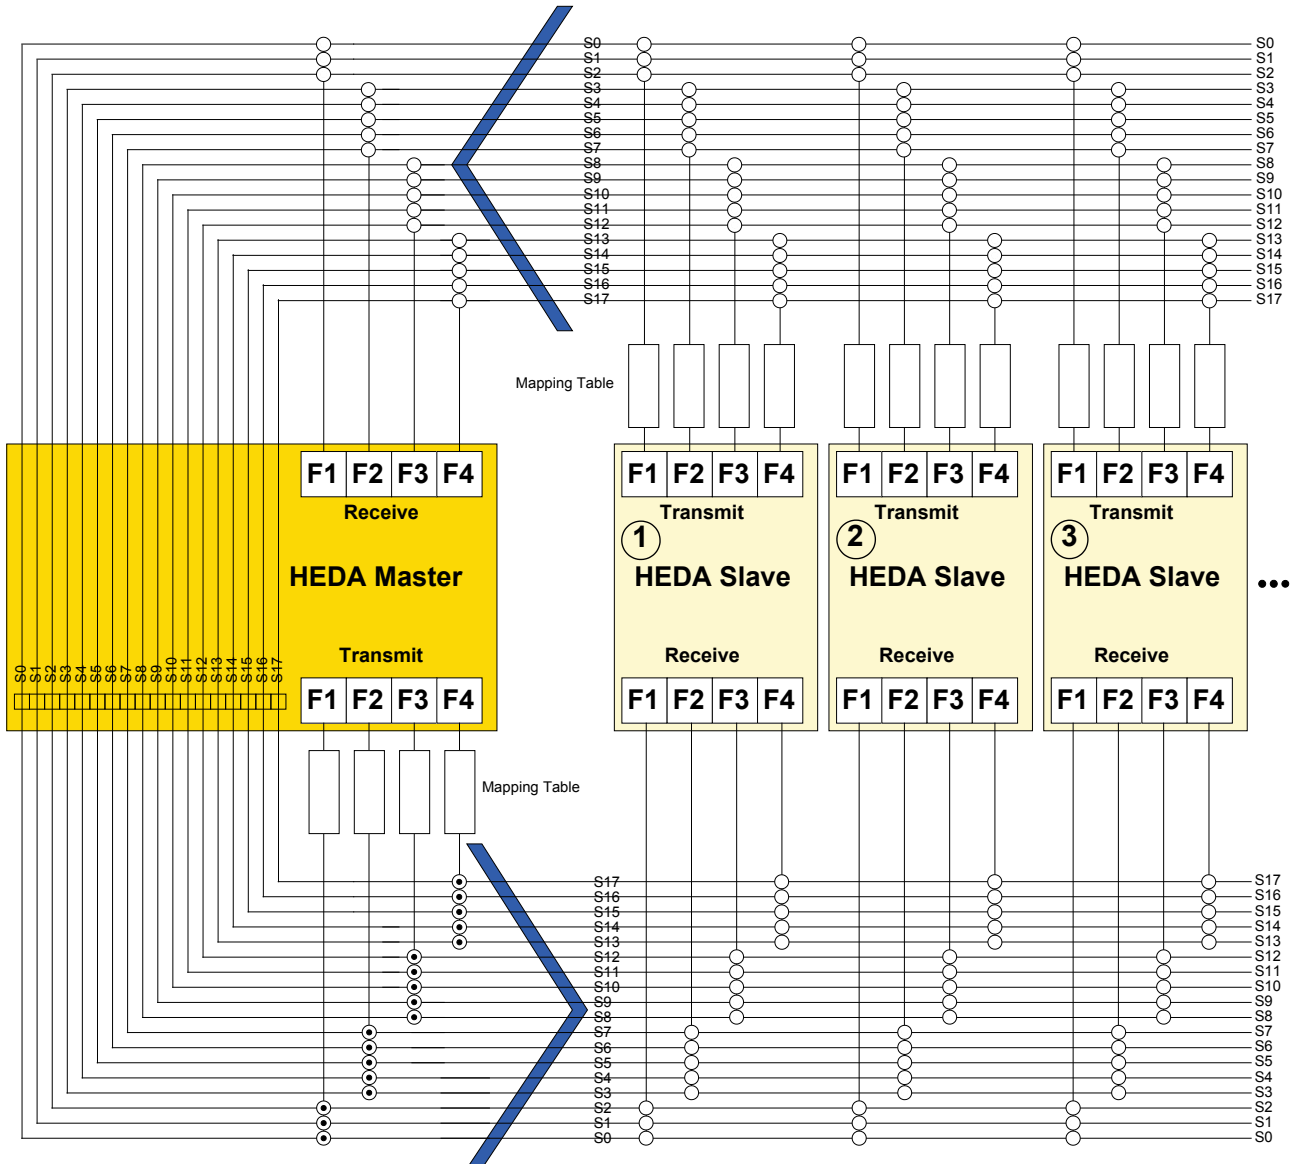 S0 S0
S1 S1
S2 S2
S3 S3
S4 S4
S5 S5
S6 S6
S7 S7
S8 S8
S9 S9
S10 S10
S11 S11
S12 S12
S13 S13
S14 S14
S15 S15
S16 S16
S17 S17
Mapping Table
F1 F2 F3 F4 F1 F2 F3 F4 F1 F2 F3 F4 F1 F2 F3 F4
Receive Transmit Transmit Transmit
1 2 3
HEDA Master HEDA Slave HEDA Slave HEDA Slave ...
Transmit Receive Receive Receive
S0 S1 S2 S3 S4 S5 S6 S7 S8 S9 S10 S11 S12 S13 S14 S15 S16 S17
F1 F2 F3 F4 F1 F2 F3 F4 F1 F2 F3 F4 F1 F2 F3 F4
Mapping Table
S17 S17
S16 S16
S15 S15
S14 S14
S13 S13
S12 S12
S11 S11
S10 S10
S9 S9
S8 S8
S7 S7
S6 S6
S5 S5
S4 S4
S3 S3
S2 S2
S1 S1
S0 S0